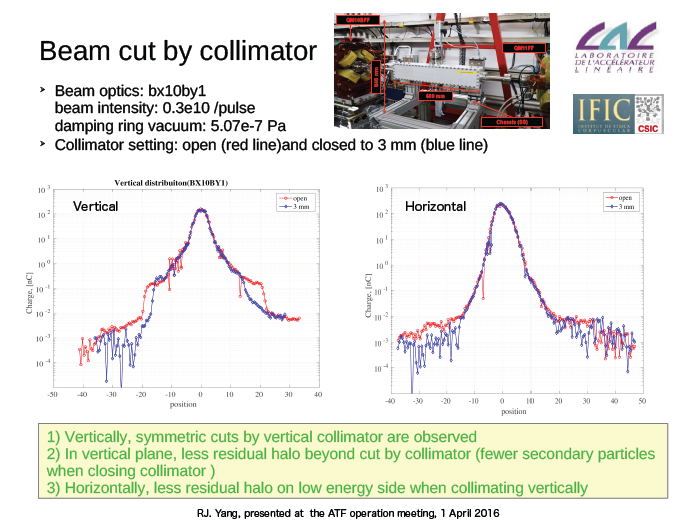 Beam cut by collimator
QM10BFF
QM11FF
600 mm
Chassis (SS)
LABORATOIRE
DE L'ACCÉLÉRATEUR
LINÉAIRE
IFIC
INSTITUT DE FÍSICA
CORPUSCULAR
CSIC
Beam optics: bx10by1
beam intensity: 0.3e10 /pulse
damping ring vacuum: 5.07e-7 Pa
Collimator setting: open (red line)and closed to 3 mm (blue line)
Vertical distribuiton(BX10BY1)
Vertical
open
3 mm
Charge, [nC]
10^3
10^2
10^1
10^0
10^-1
10^-2
10^-3
10^-4
-50 -40 -30 -20 -10 0 10 20 30 40
position
Horizontal
open
3 mm
Charge, [nC]
10^3
10^2
10^1
10^0
10^-1
10^-2
10^-3
10^-4
-40 -30 -20 -10 0 10 20 30 40 50
position
1) Vertically, symmetric cuts by vertical collimator are observed
2) In vertical plane, less residual halo beyond cut by collimator (fewer secondary particles
when closing collimator )
3) Horizontally, less residual halo on low energy side when collimating vertically
RJ. Yang, presented at  the ATF operation meeting, 1 April 2016